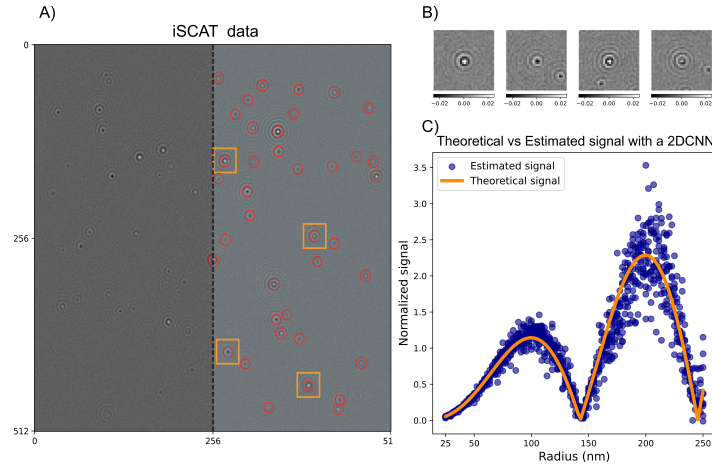 A)
iSCAT data
0
256
512
0
256
51
B)
−0.02 0.00 0.02
−0.02 0.00 0.02
−0.02 0.00 0.02
−0.02 0.00 0.02
C)
Theoretical vs Estimated signal with a 2DCNN
Estimated signal
Theoretical signal
Normalized signal
3.5
3.0
2.5
2.0
1.5
1.0
0.5
0.0
25 50 100 150 200 250
Radius (nm)